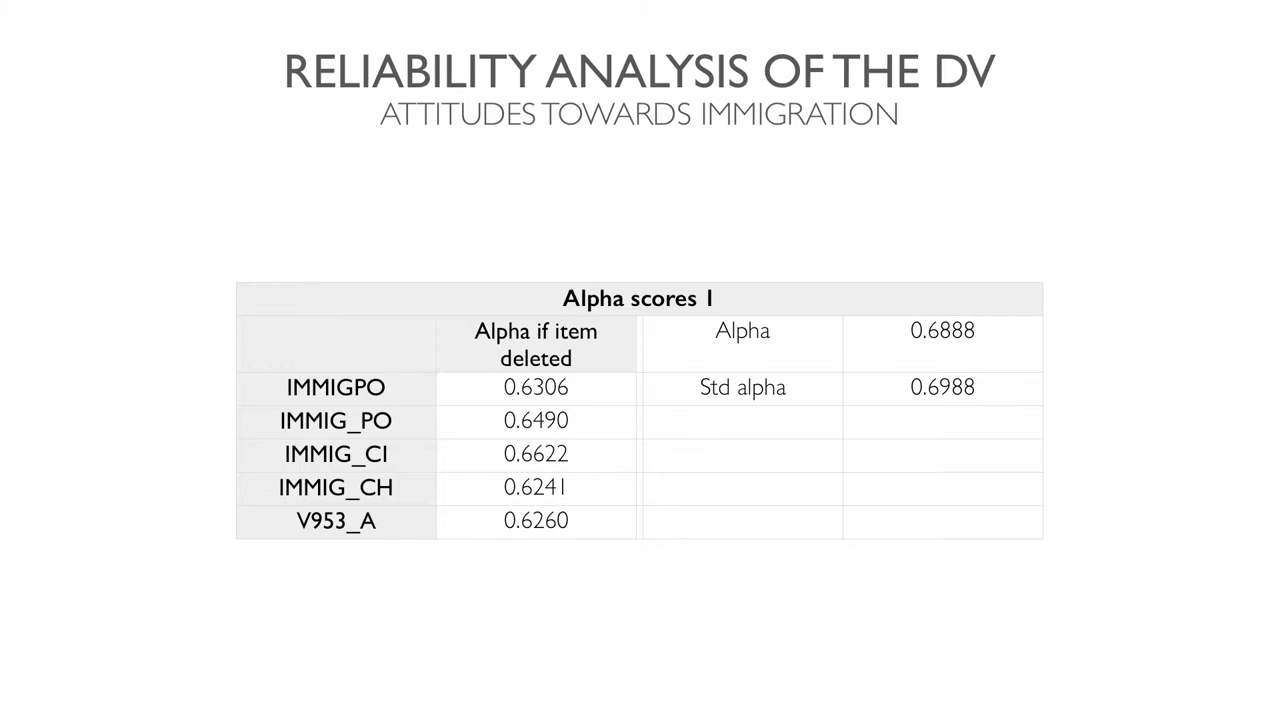 RELIABILITY ANALYSIS OF THE DV
ATTITUDES TOWARDS IMMIGRATION
Alpha scores 1
Alpha if item deleted Alpha 0.6888
IMMIGPO 0.6306 Std alpha 0.6988
IMMIG_PO 0.6490
IMMIG_CI 0.6622
IMMIG_CH 0.6241
V953_A 0.6260